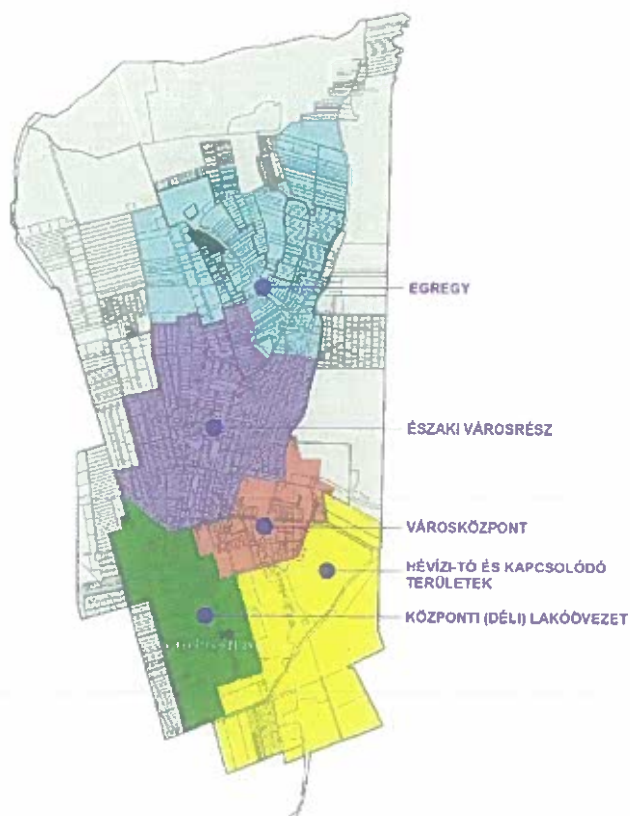 EGREGY
ÉSZAKI VÁROSRÉSZ
VÁROSKÖZPONT
HÉVÍZI-TÓ ÉS KAPCSOLÓDÓ
TERÜLETEK
KÖZPONTI (DÉLI) LAKÓÖVEZET